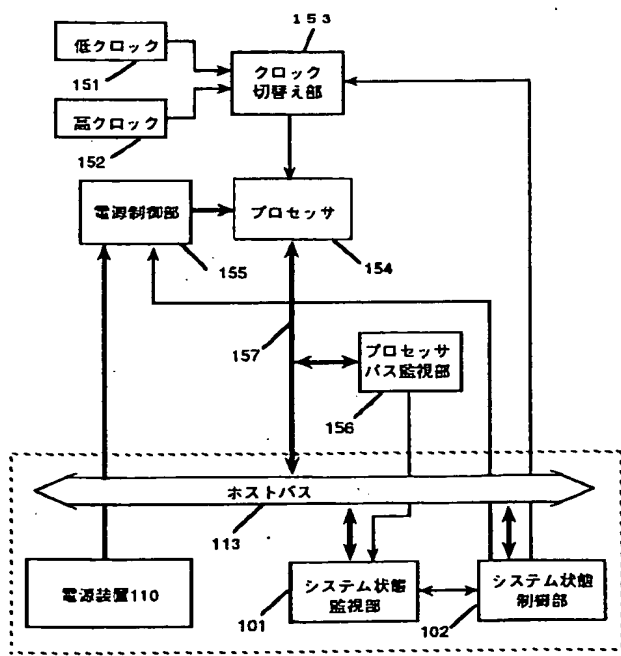 153
低クロック
151
クロック
切替え部
高クロック
152
電源制御部
155
プロセッサ
154
157
プロセッサ
バス監視部
156
ホストバス
113
電源装置110
システム状態
監視部
101
システム状態
制御部
102